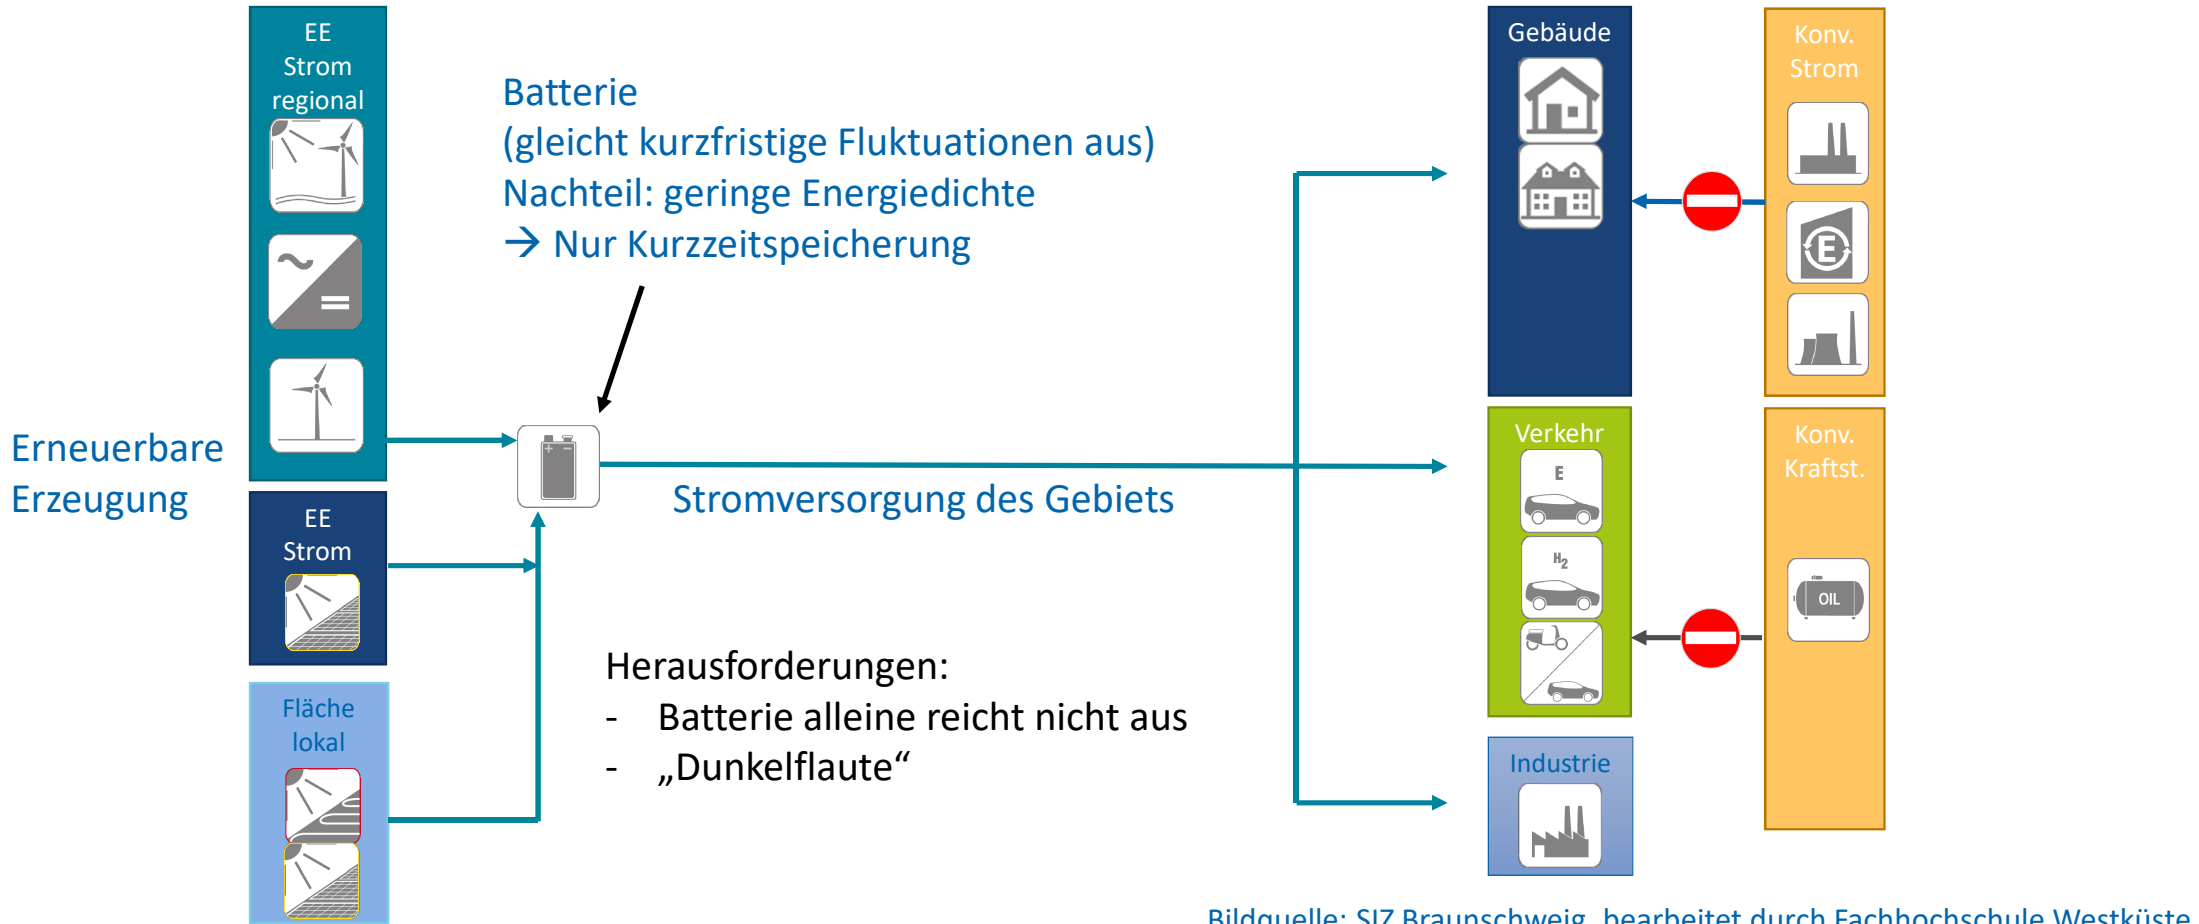 EE
Strom
regional
Batterie
(gleicht kurzfristige Fluktuationen aus)
Nachteil: geringe Energiedichte
→ Nur Kurzzeitspeicherung
Gebäude
Konv.
Strom
E
Erneuerbare
Erzeugung
+ −
Stromversorgung des Gebiets
Verkehr
E
H₂
Konv.
Kraftst.
OIL
EE
Strom
Herausforderungen:
- Batterie alleine reicht nicht aus
- „Dunkelflaute“
Fläche
lokal
Industrie
Bildquelle: SIZ Braunschweig, bearbeitet durch Fachhochschule Westküste